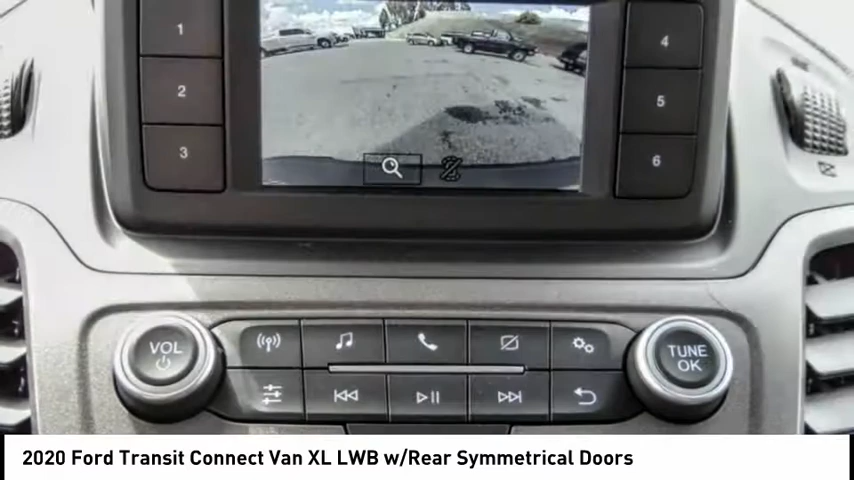 1
4
2
5
3
6
VOL
TUNE
OK
2020 Ford Transit Connect Van XL LWB w/Rear Symmetrical Doors